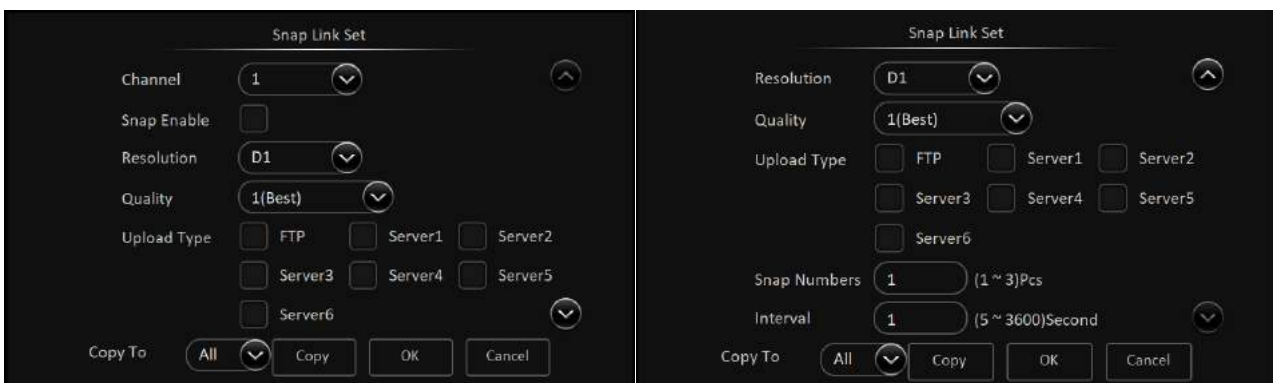 Snap Link Set
Channel 1
Snap Enable
Resolution D1
Quality 1(Best)
Upload Type FTP Server1 Server2
Server3 Server4 Server5
Server6
Copy To All Copy OK Cancel
Snap Link Set
Resolution D1
Quality 1(Best)
Upload Type FTP Server1 Server2
Server3 Server4 Server5
Server6
Snap Numbers 1 (1 ~ 3)Pcs
Interval 1 (5 ~ 3600)Second
Copy To All Copy OK Cancel